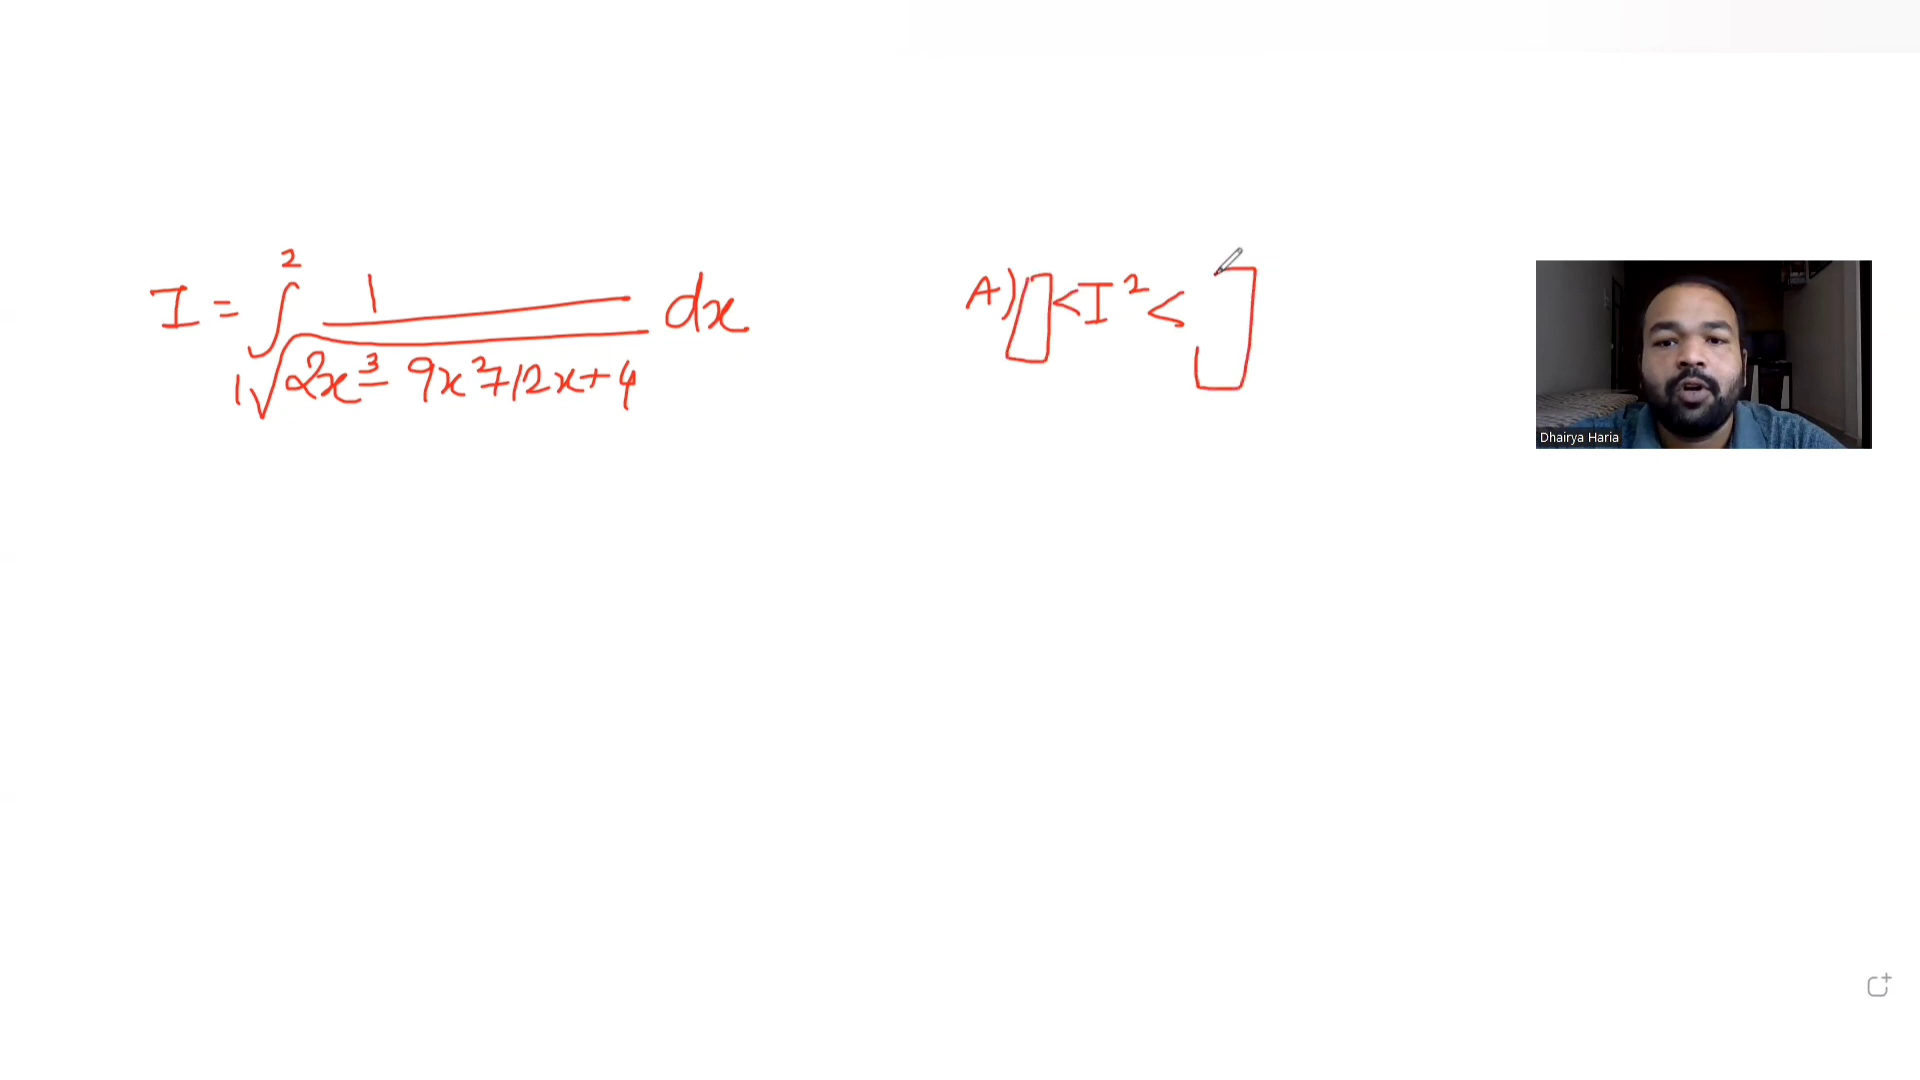 I = ∫₁² 1/√(2x³ - 9x² + 12x + 4) dx
A) < I² <
Dhairya Haria